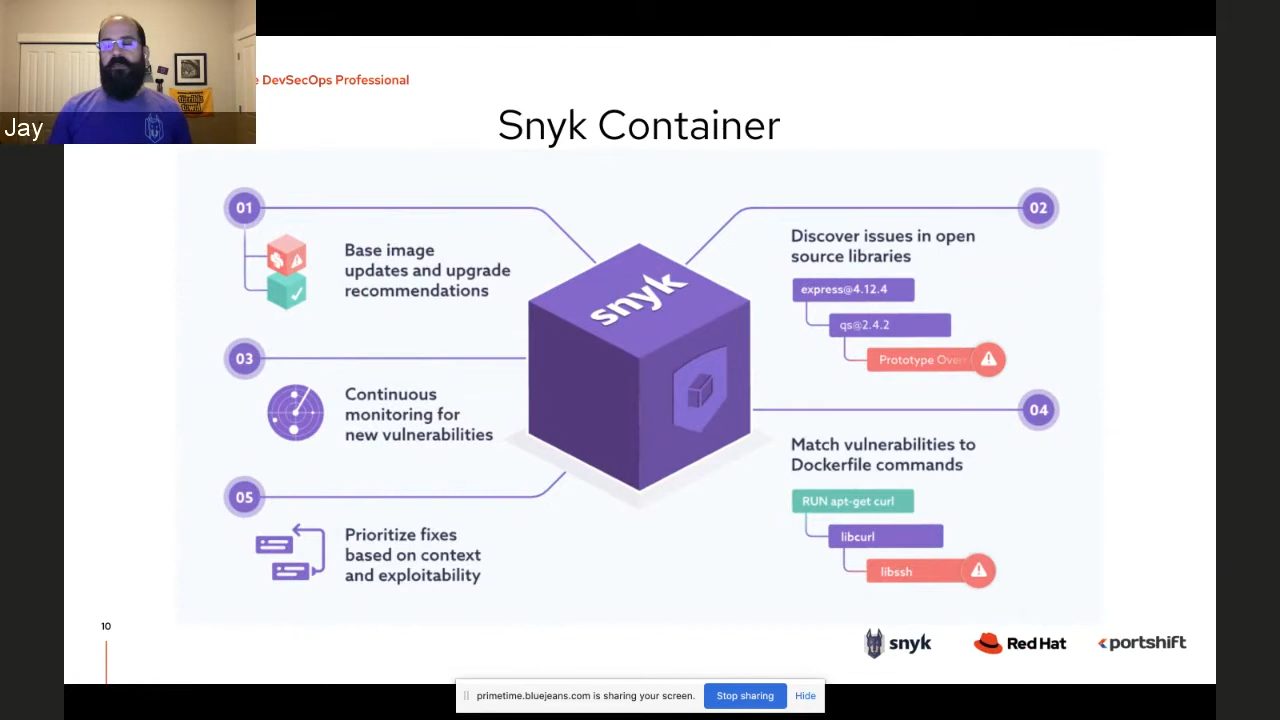 Jay
DevSecOps Professional
Snyk Container
01
Base image
updates and upgrade
recommendations
02
Discover issues in open
source libraries
express@4.12.4
qs@2.4.2
Prototype
snyk
03
Continuous
monitoring for
new vulnerabilities
04
Match vulnerabilities to
Dockerfile commands
RUN apt-get curl
libcurl
libssh
05
Prioritize fixes
based on context
and exploitability
10
snyk
Red Hat
portshift
primetime.bluejeans.com is sharing your screen.
Stop sharing
Hide